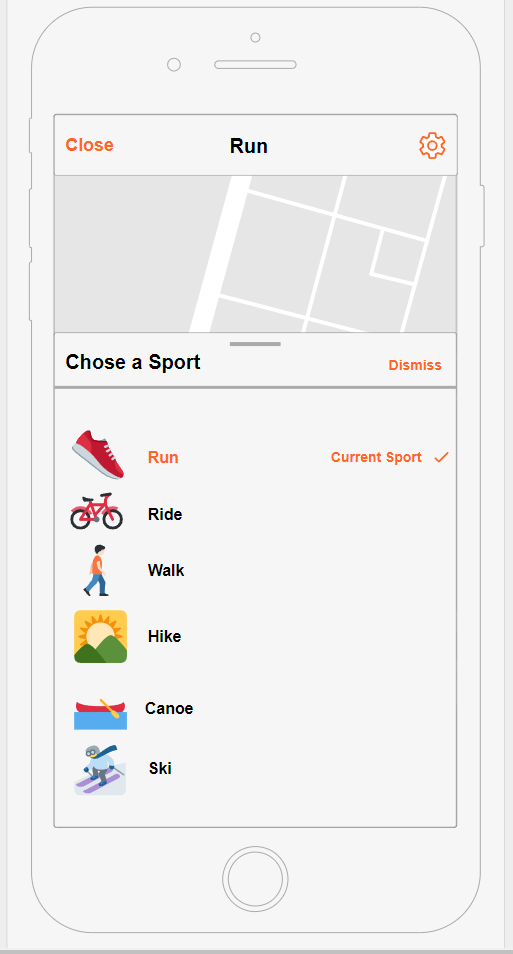 Close Run
Chose a Sport
Dismiss
Run Current Sport
Ride
Walk
Hike
Canoe
Ski